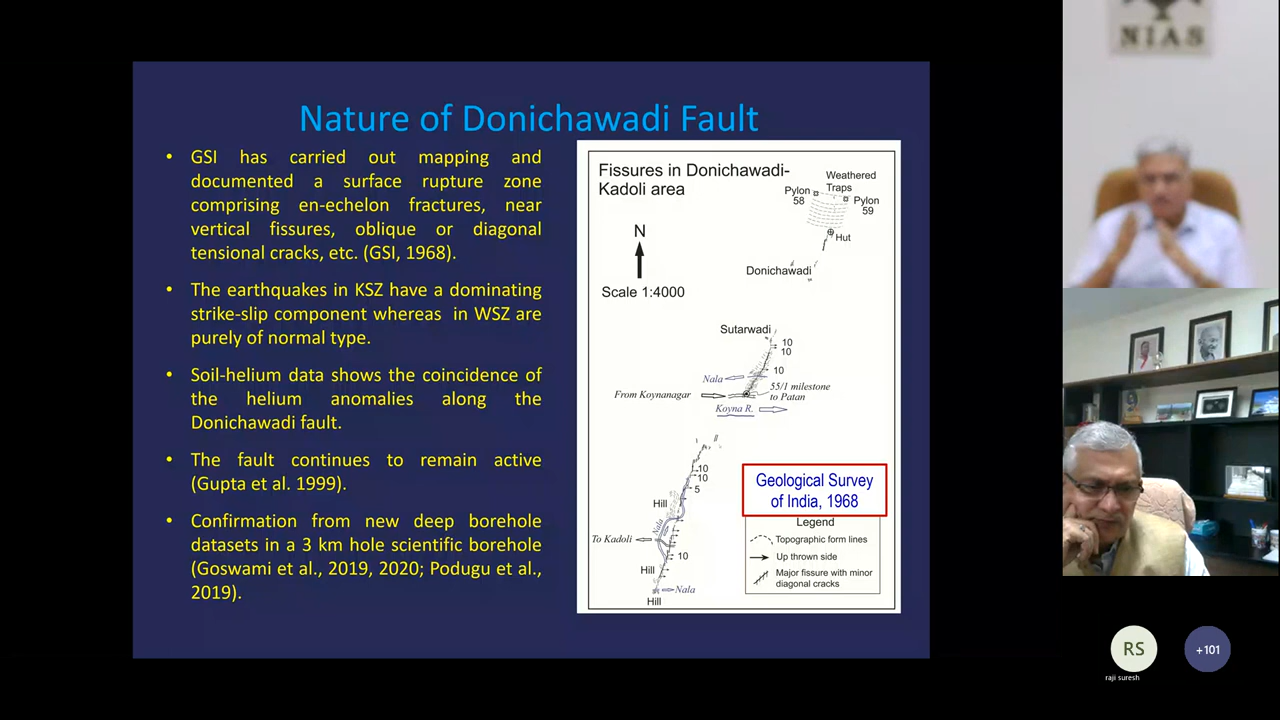 Nature of Donichawadi Fault
• GSI has carried out mapping and
documented a surface rupture zone
comprising en-echelon fractures, near
vertical fissures, oblique or diagonal
tensional cracks, etc. (GSI, 1968).
• The earthquakes in KSZ have a dominating
strike-slip component whereas in WSZ are
purely of normal type.
• Soil-helium data shows the coincidence of
the helium anomalies along the
Donichawadi fault.
• The fault continues to remain active
(Gupta et al. 1999).
• Confirmation from new deep borehole
datasets in a 3 km hole scientific borehole
(Goswami et al., 2019, 2020; Podugu et al.,
2019).
Fissures in Donichawadi-
Kadoli area
Weathered
Traps
Pylon
58
Pylon
59
N
Hut
Donichawadi
Scale 1:4000
Sutarwadi
10
10
10
Nala
55/1 milestone
to Patan
From Koynanagar
Koyna R.
10
10
5
Hill
Nala
To Kadoli
10
Hill
Nala
Hill
Geological Survey
of India, 1968
Legend
Topographic form lines
Up thrown side
Major fissure with minor
diagonal cracks
NIAS
RS
raji suresh
+101